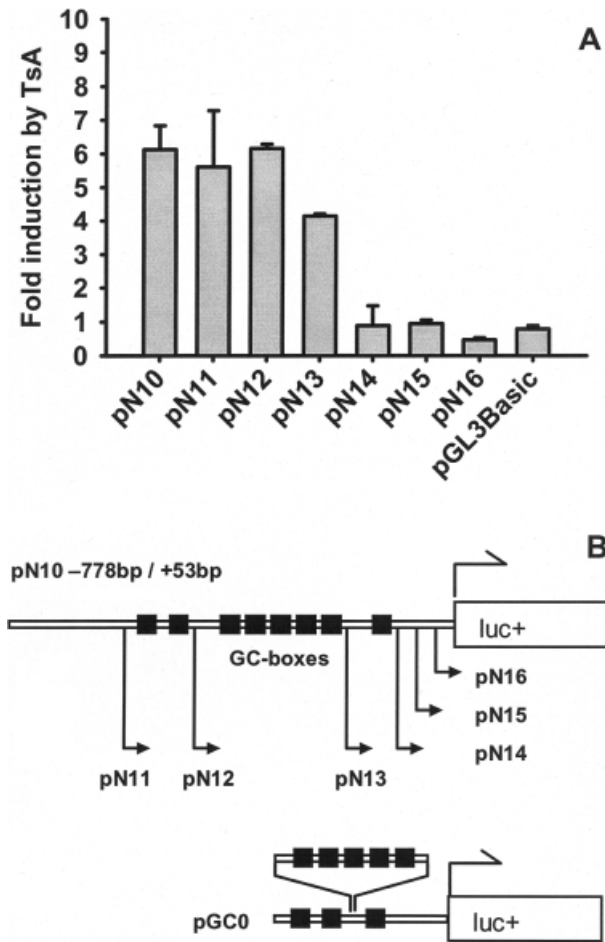 A
Fold induction by TsA
10
9
8
7
6
5
4
3
2
1
0
pN10
pN11
pN12
pN13
pN14
pN15
pN16
pGL3Basic
B
pN10 –778bp / +53bp
luc+
GC-boxes
pN16
pN15
pN11 pN12 pN13 pN14
pGC0
luc+